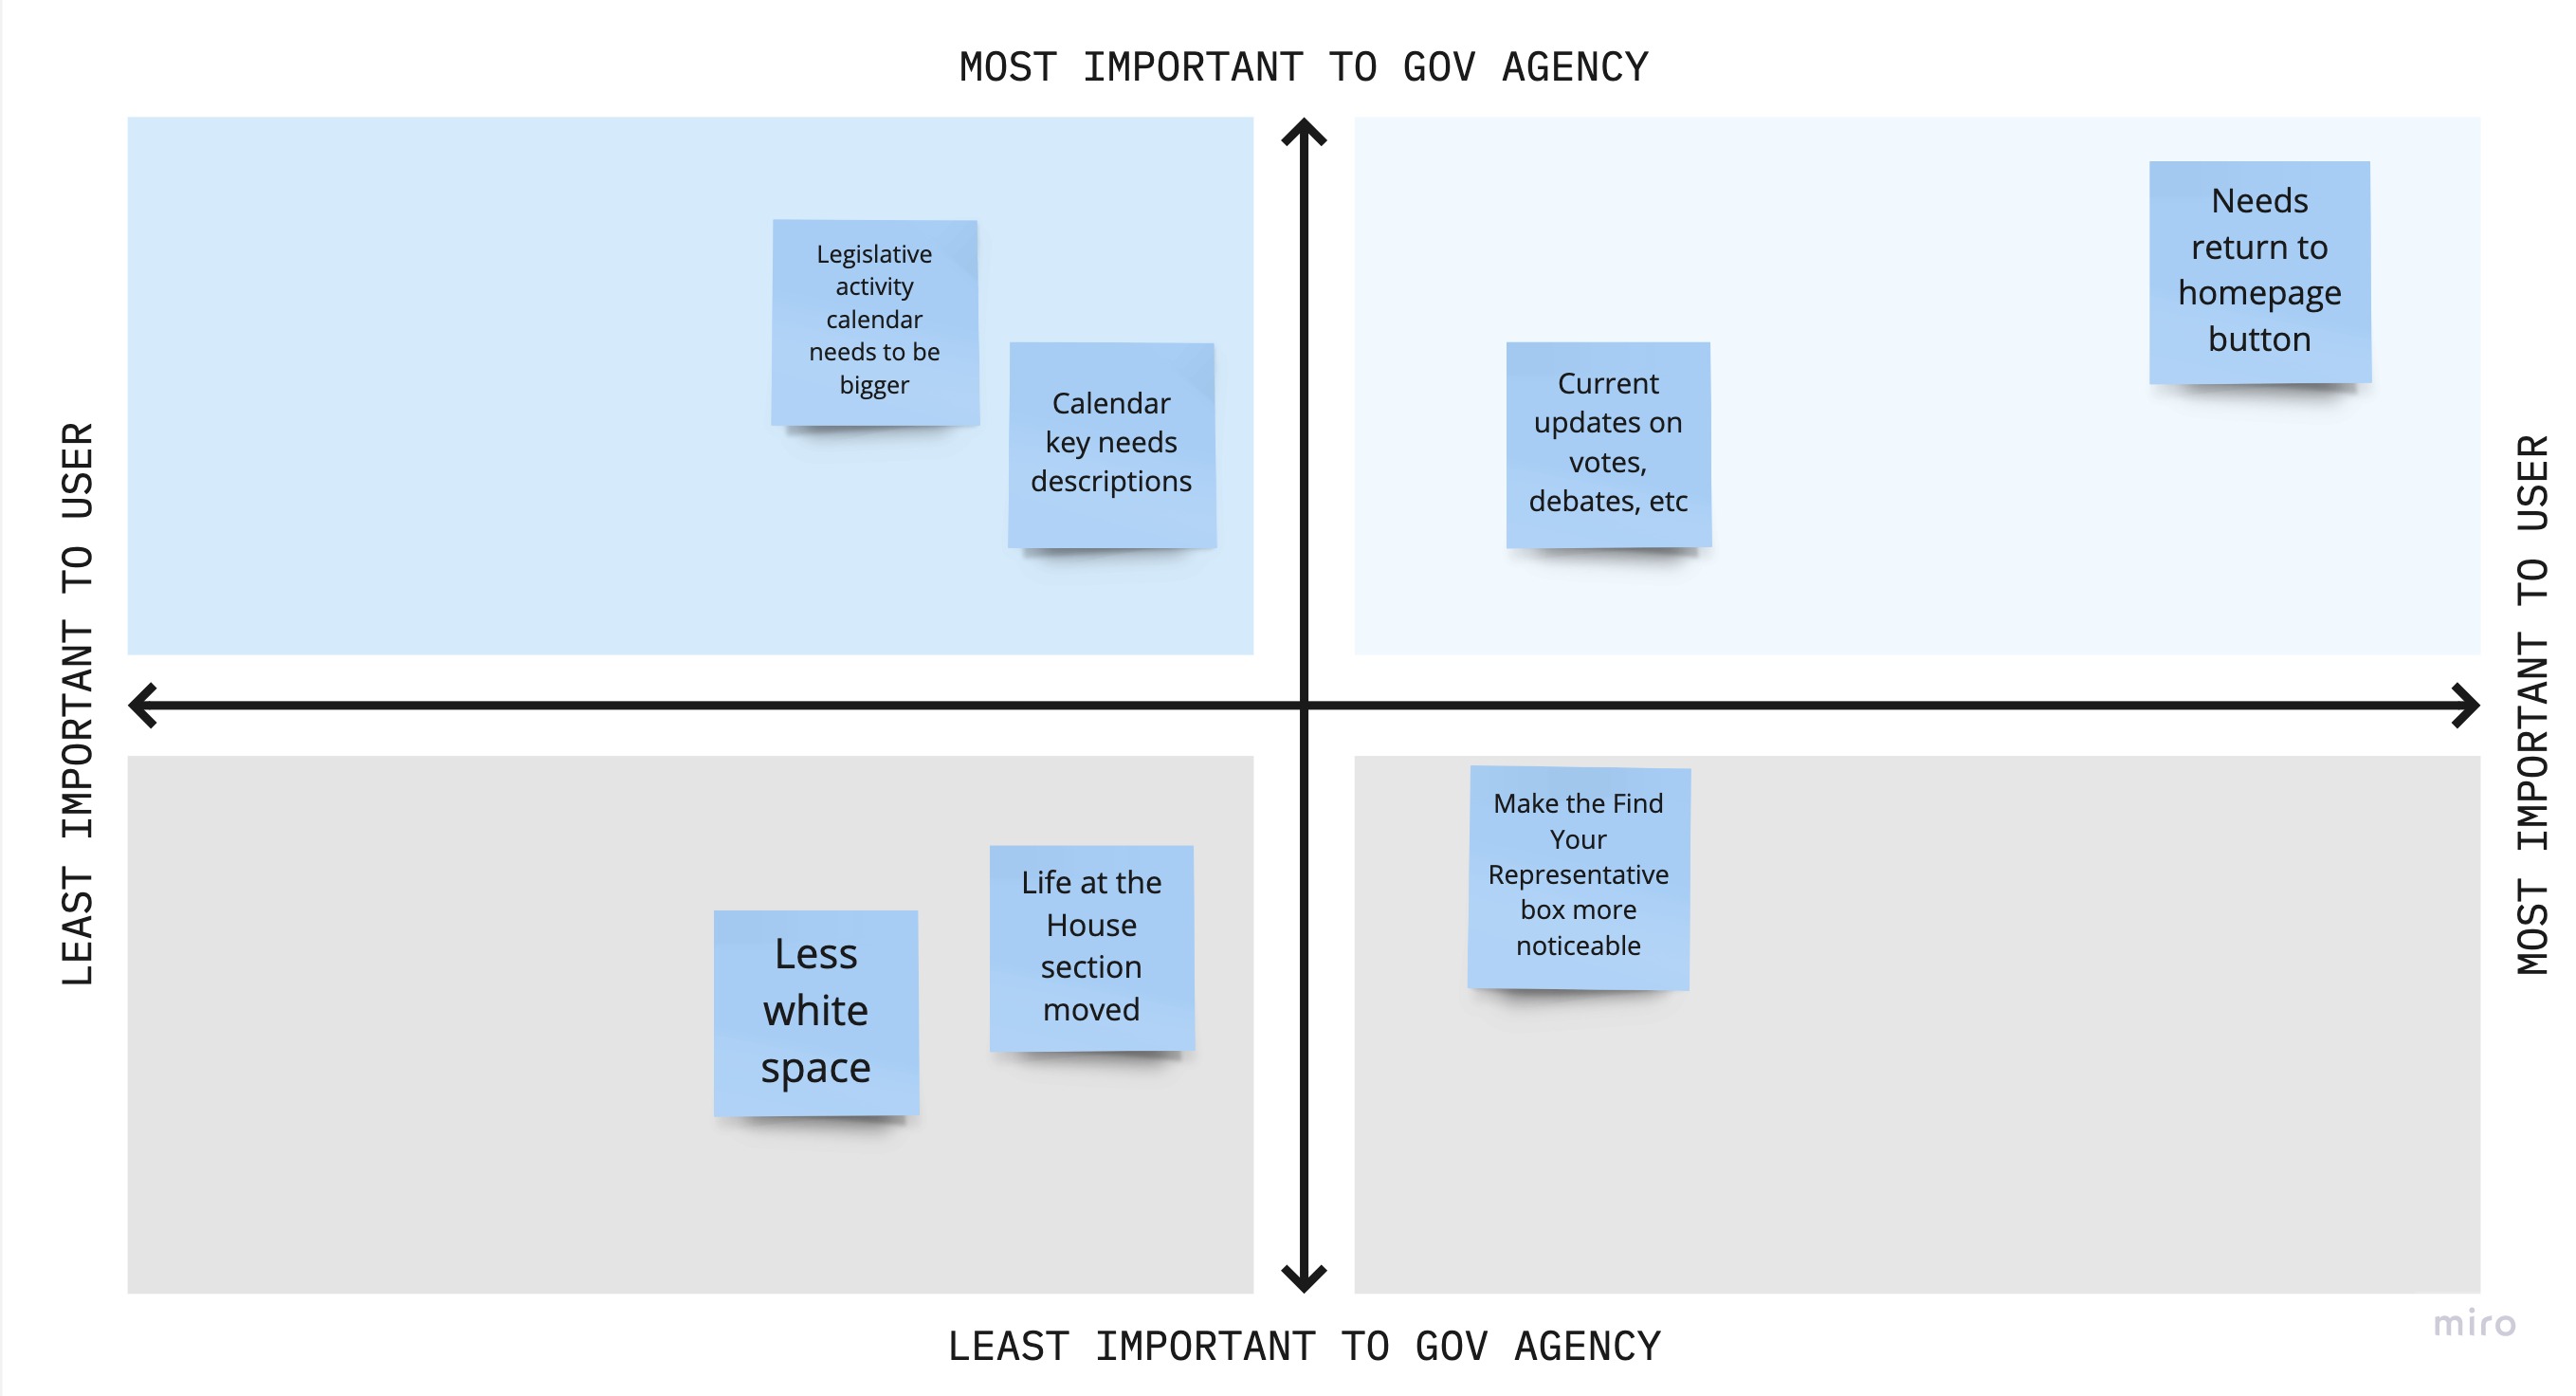 MOST IMPORTANT TO GOV AGENCY
LEAST IMPORTANT TO USER
Legislative
activity
calendar
needs to be
bigger
Calendar
key needs
descriptions
Current
updates on
votes,
debates, etc
Needs
return to
homepage
button
MOST IMPORTANT TO USER
Less
white
space
Life at the
House
section
moved
Make the Find
Your
Representative
box more
noticeable
LEAST IMPORTANT TO GOV AGENCY
miro